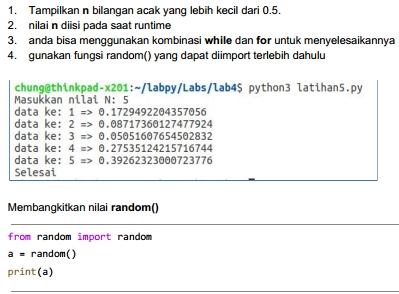 1. Tampilkan n bilangan acak yang lebih kecil dari 0.5.
2. nilai n diisi pada saat runtime
3. anda bisa menggunakan kombinasi while dan for untuk menyelesaikannya
4. gunakan fungsi random() yang dapat diimport terlebih dahulu
chung@thinkpad-x201:~/labpy/Labs/lab4$ python3 latihan5.py
Masukkan nilai N: 5
data ke: 1 => 0.1729492204357056
data ke: 2 => 0.08717360127477924
data ke: 3 => 0.05051607654502832
data ke: 4 => 0.27535124215716744
data ke: 5 => 0.39262323000723776
Selesai
Membangkitkan nilai random()
from random import random
a = random()
print(a)